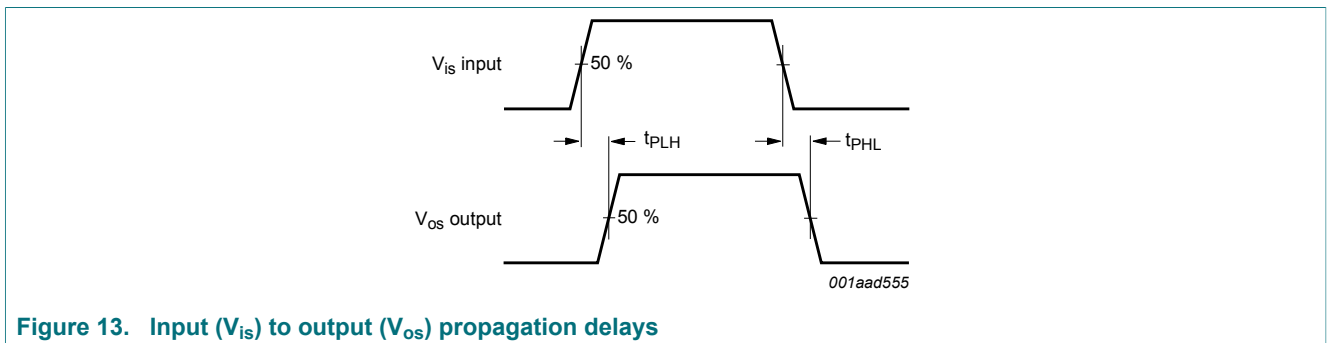 V_is input
50 %
t_PLH
t_PHL
V_os output
50 %
001aad555
Figure 13. Input (V_is) to output (V_os) propagation delays